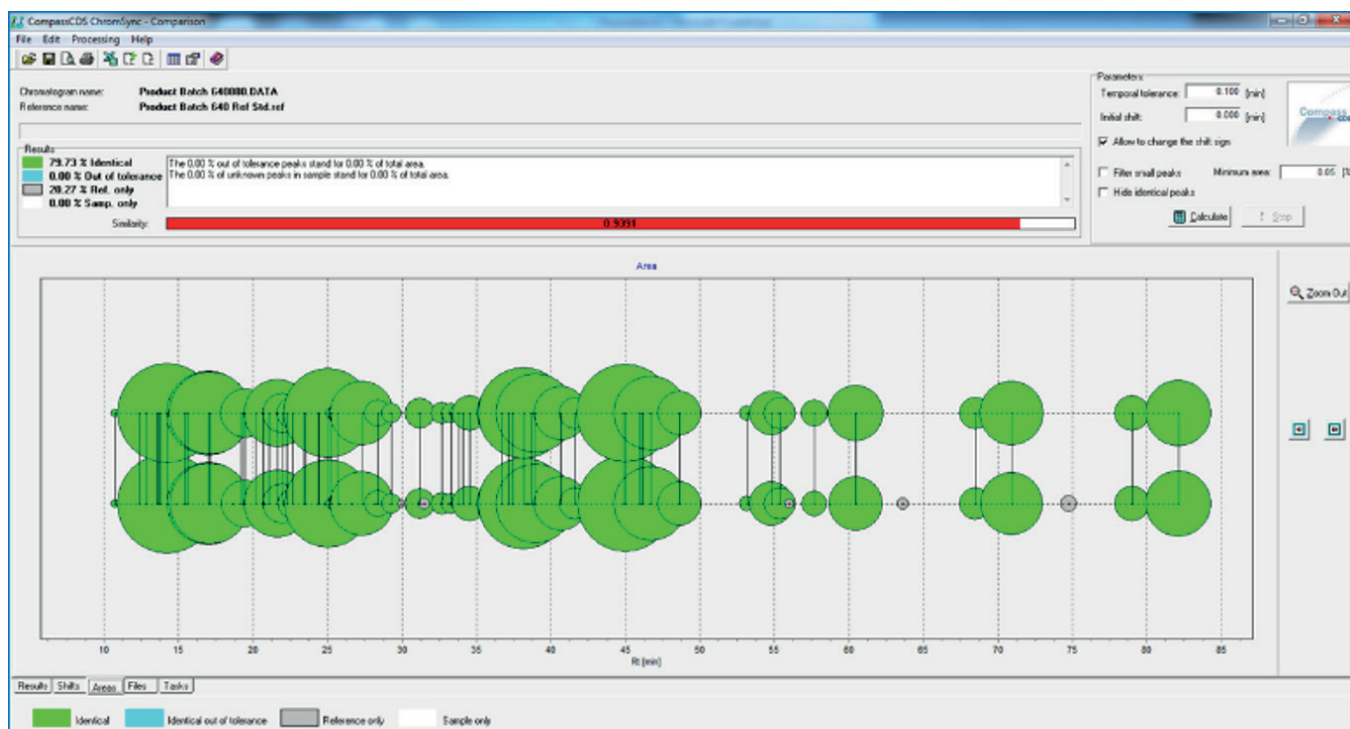 CompassCDS ChromSync - Comparison
File Edit Processing Help
Chromatogram name: Product Batch 640000.DATA
Reference name: Product Batch 640 Ref Std.ref
Parameters
Temporal tolerance: 0.100 [min]
Initial shift: 0.000 [min]
Allow to change the shift sign
Filter small peaks Minimum area: 0.05 [%
Hide identical peaks
Calculate Stop
Compass
CDS
Results
79.73 % Identical
0.00 % Out of tolerance
20.27 % Ref. only
0.00 % Samp. only
The 0.00 % out of tolerance peaks stand for 0.00 % of total area.
The 0.00 % of unknown peaks in sample stand for 0.00 % of total area.
Similarity: 0.9391
Area
Zoom Out
10 15 20 25 30 35 40 45 50 55 60 65 70 75 80 85
Rt [min]
Results Shifts Areas Files Tasks
Identical Identical out of tolerance Reference only Sample only